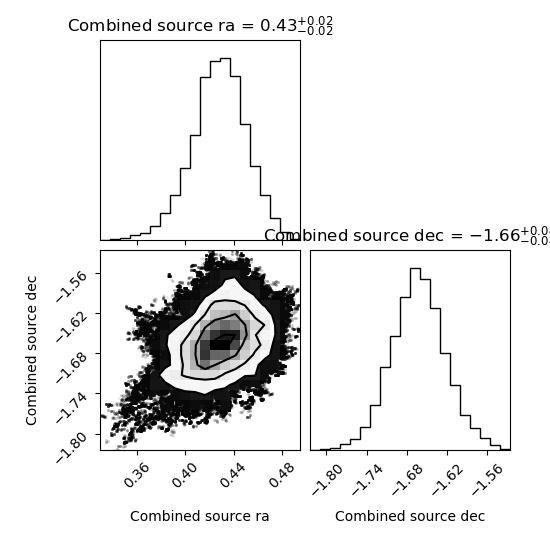 Combined source ra = 0.43+0.02−0.02
Combined source dec = −1.66
Combined source dec
−1.56
−1.62
−1.68
−1.74
−1.80
0.36 0.40 0.44 0.48
−1.80 −1.74 −1.68 −1.62 −1.56
Combined source ra Combined source dec